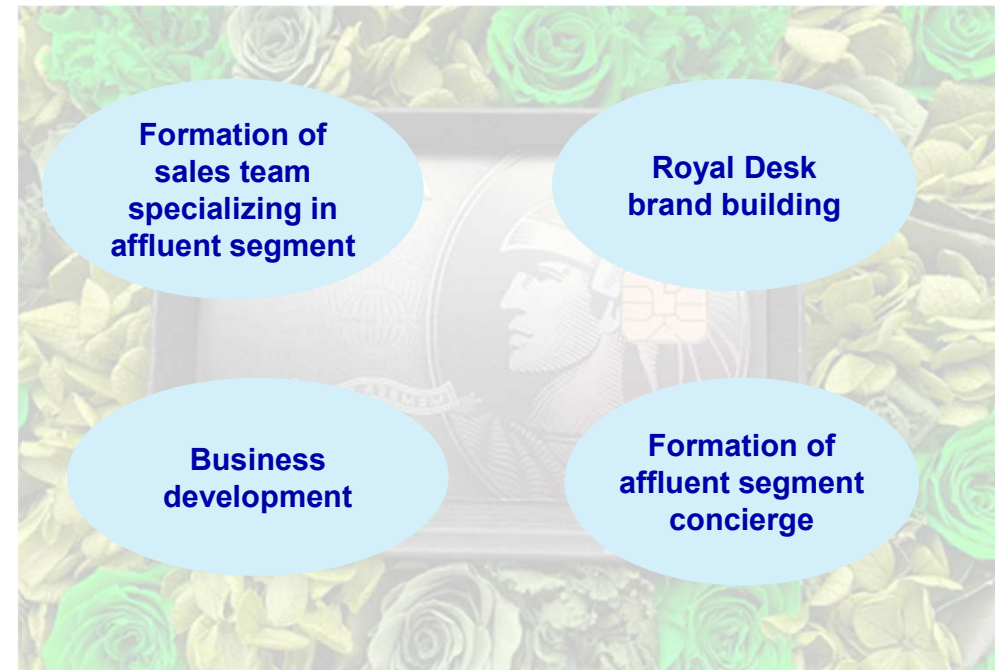 Formation of
sales team
specializing in
affluent segment
Royal Desk
brand building
Business
development
Formation of
affluent segment
concierge